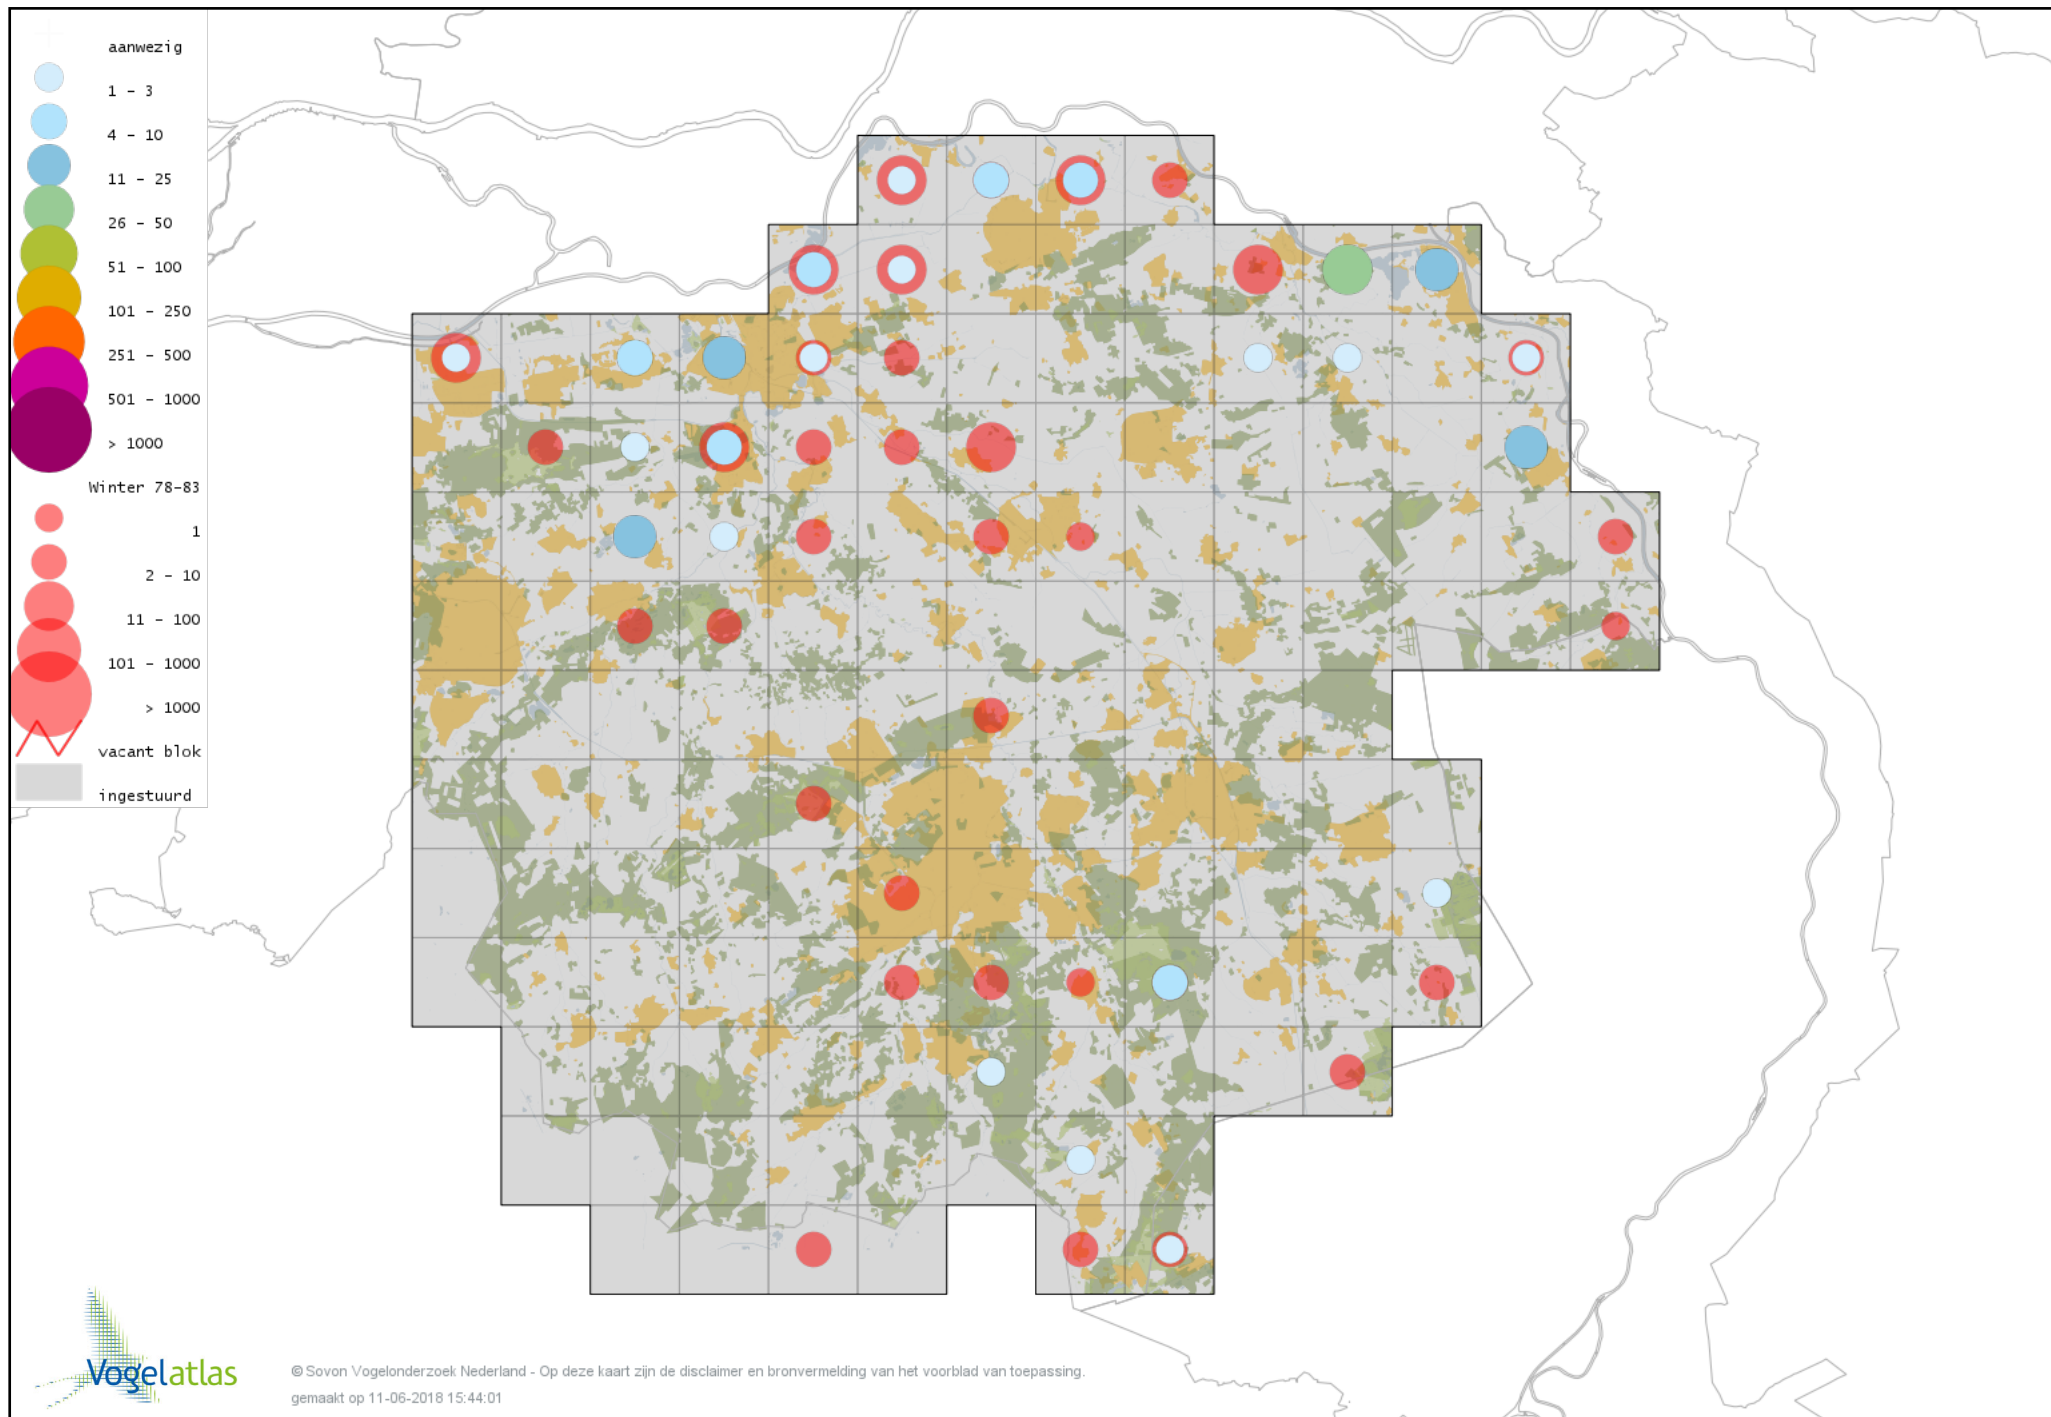 aanwezig
1 - 3
4 - 10
11 - 25
26 - 50
51 - 100
101 - 250
251 - 500
501 - 1000
> 1000
Winter 78-83
1
2 - 10
11 - 100
101 - 1000
> 1000
vacant blok
ingestuurd
Vogelatlas
© Sovon Vogelonderzoek Nederland - Op deze kaart zijn de disclaimer en bronvermelding van het voorblad van toepassing.
gemaakt op 11-06-2018 15:44:01